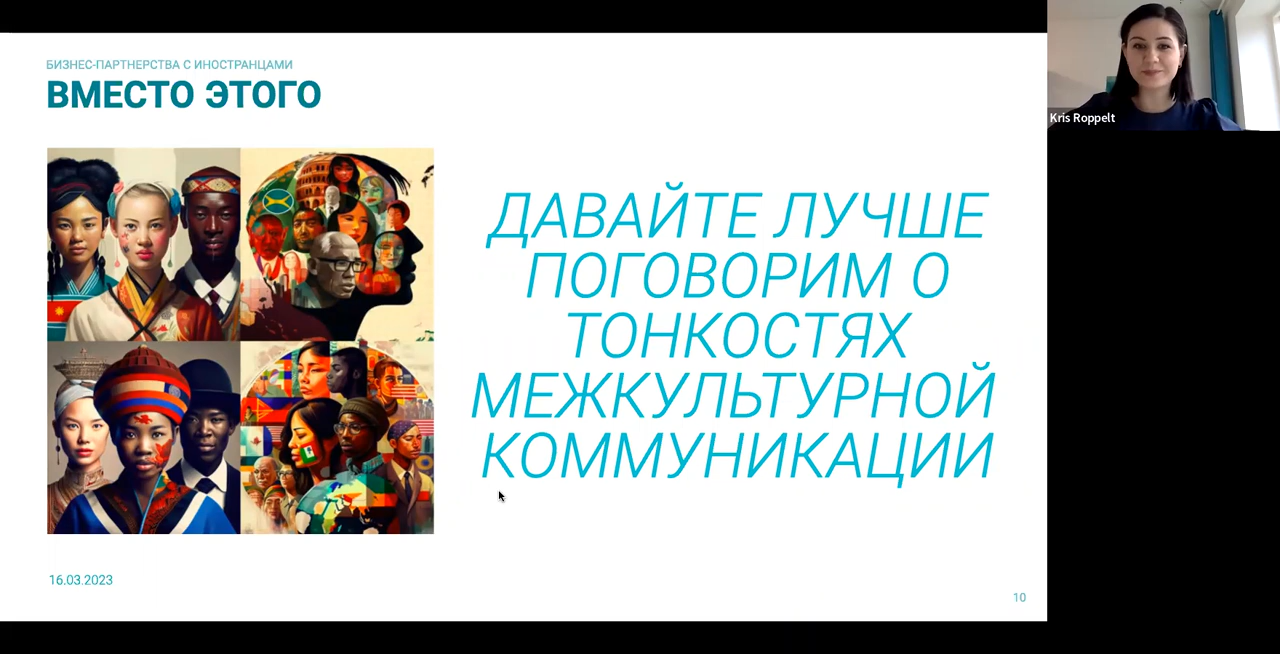 БИЗНЕС-ПАРТНЕРСТВА С ИНОСТРАНЦАМИ
ВМЕСТО ЭТОГО
ДАВАЙТЕ ЛУЧШЕ
ПОГОВОРИМ О
ТОНКОСТЯХ
МЕЖКУЛЬТУРНОЙ
КОММУНИКАЦИИ
16.03.2023
10
Kris Roppelt